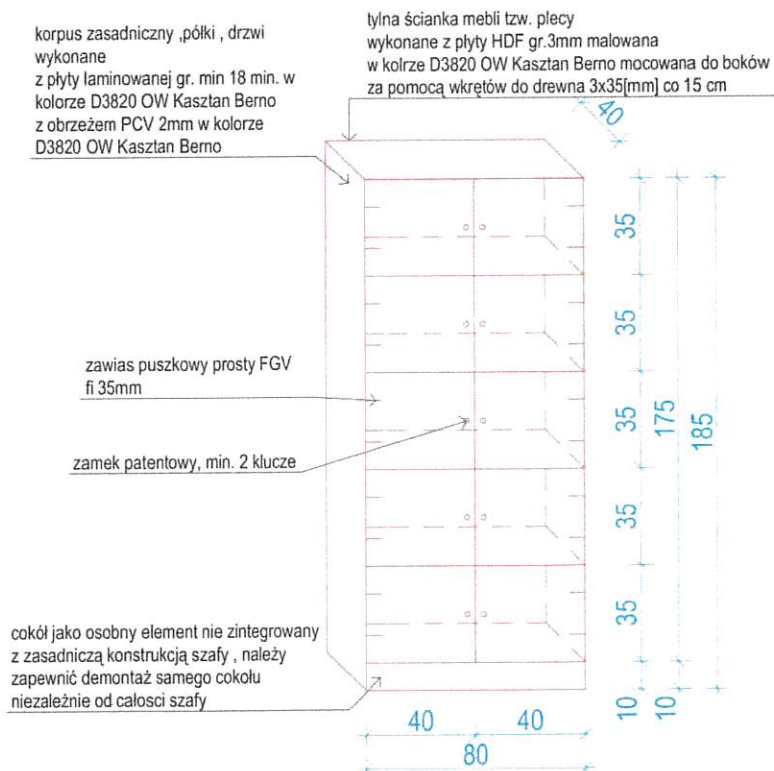 korpus zasadniczy ,półki , drzwi
wykonane
z płyty laminowanej gr. min 18 min. w
kolorze D3820 OW Kasztan Berno
z obrzeżem PCV 2mm w kolorze
D3820 OW Kasztan Berno
tylna ścianka mebli tzw. plecy
wykonane z płyty HDF gr.3mm malowana
w kolrze D3820 OW Kasztan Berno mocowana do boków
za pomocą wkrętów do drewna 3x35[mm] co 15 cm
40
35
35
zawias puszkowy prosty FGV
fi 35mm
35
175
185
zamek patentowy, min. 2 klucze
35
35
cokół jako osobny element nie zintegrowany
z zasadniczą konstrukcją szafy , należy
zapewnić demontaż samego cokołu
niezależnie od całosci szafy
10
10
40
40
80